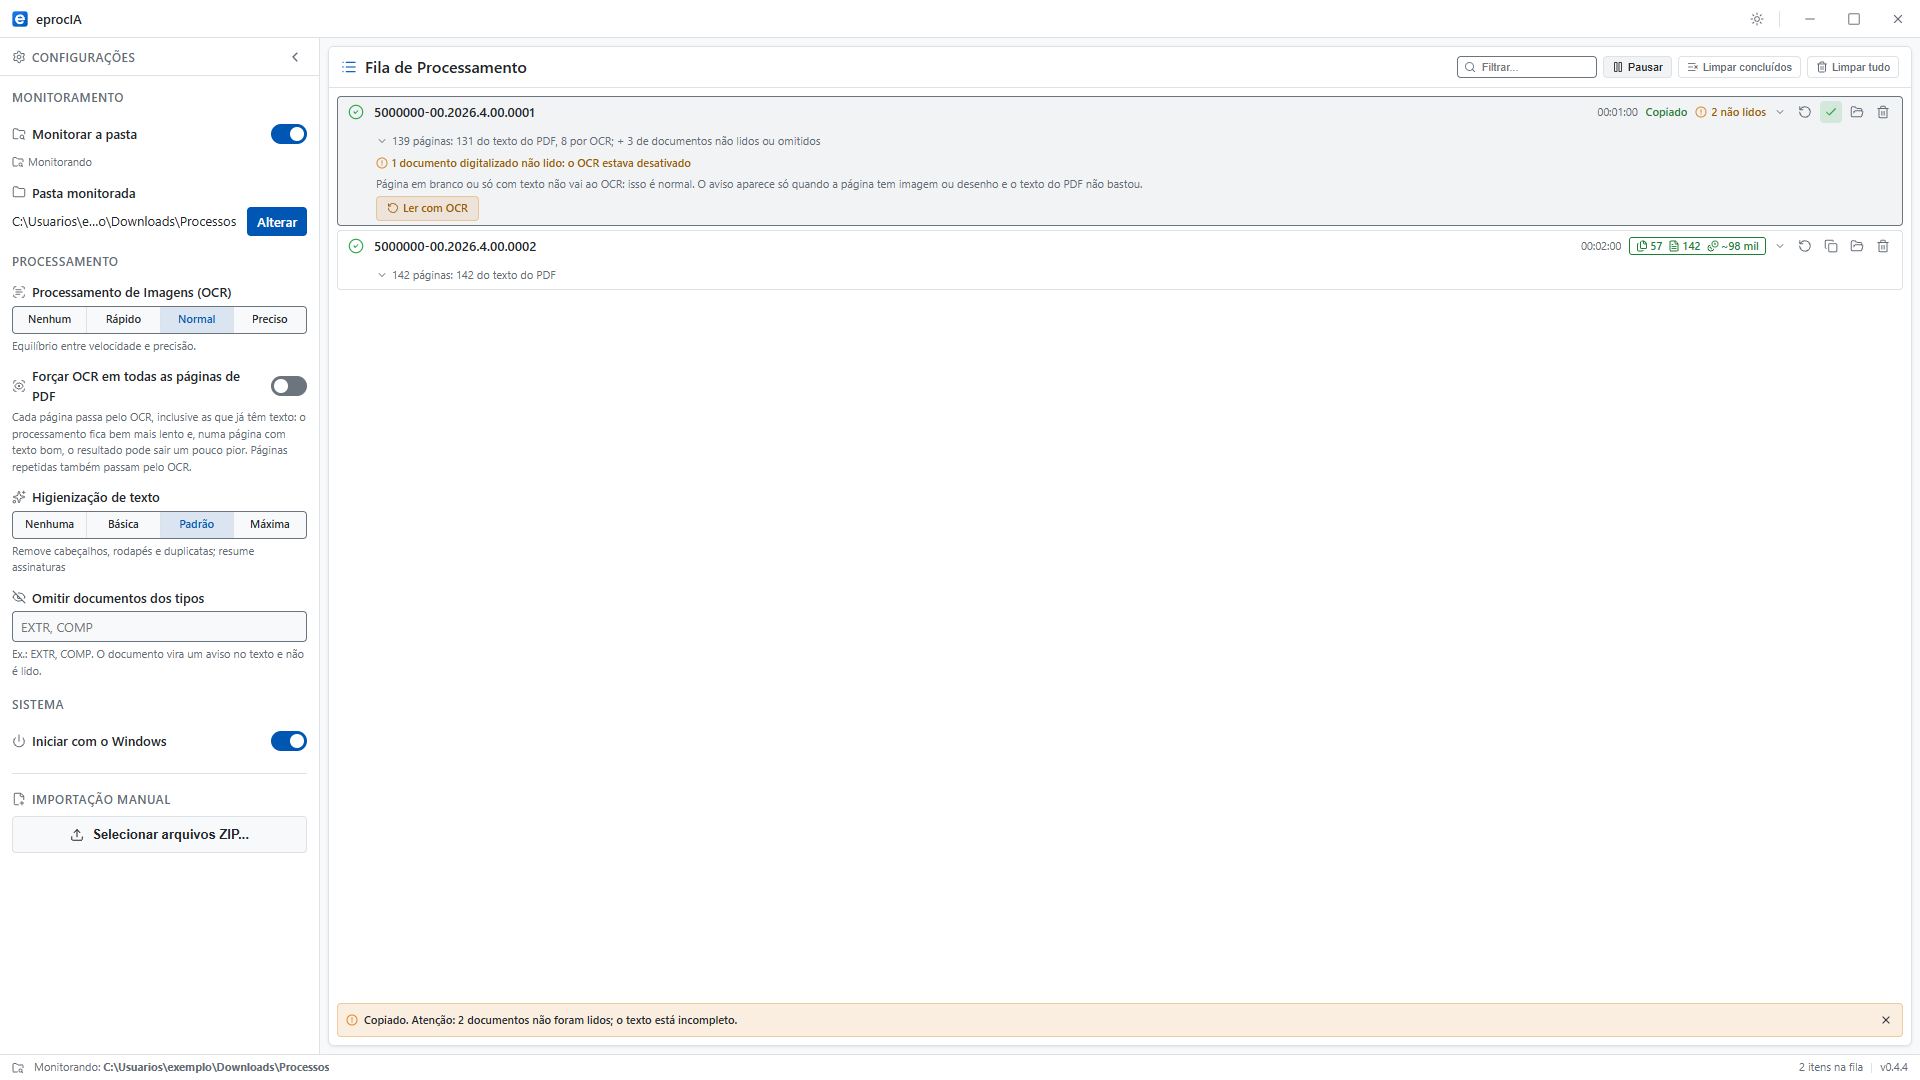 eprocIA
CONFIGURAÇÕES
MONITORAMENTO
Monitorar a pasta
Monitorando
Pasta monitorada
C:\Usuarios\e...o\Downloads\Processos
Alterar
PROCESSAMENTO
Processamento de Imagens (OCR)
Nenhum Rápido Normal Preciso
Equilíbrio entre velocidade e precisão.
Forçar OCR em todas as páginas de
PDF
Cada página passa pelo OCR, inclusive as que já têm texto: o
processamento fica bem mais lento e, numa página com
texto bom, o resultado pode sair um pouco pior. Páginas
repetidas também passam pelo OCR.
Higienização de texto
Nenhuma Básica Padrão Máxima
Remove cabeçalhos, rodapés e duplicatas; resume
assinaturas
Omitir documentos dos tipos
EXTR, COMP
Ex.: EXTR, COMP. O documento vira um aviso no texto e não
é lido.
SISTEMA
Iniciar com o Windows
IMPORTAÇÃO MANUAL
Selecionar arquivos ZIP...
Fila de Processamento
Filtrar...
Pausar
Limpar concluídos
Limpar tudo
5000000-00.2026.4.00.0001
00:01:00 Copiado 2 não lidos
139 páginas: 131 do texto do PDF, 8 por OCR; + 3 de documentos não lidos ou omitidos
1 documento digitalizado não lido: o OCR estava desativado
Página em branco ou só com texto não vai ao OCR: isso é normal. O aviso aparece só quando a página tem imagem ou desenho e o texto do PDF não bastou.
Ler com OCR
5000000-00.2026.4.00.0002
00:02:00 57 142 ~98 mil
142 páginas: 142 do texto do PDF
Copiado. Atenção: 2 documentos não foram lidos; o texto está incompleto.
Monitorando: C:\Usuarios\exemplo\Downloads\Processos
2 itens na fila
v0.4.4